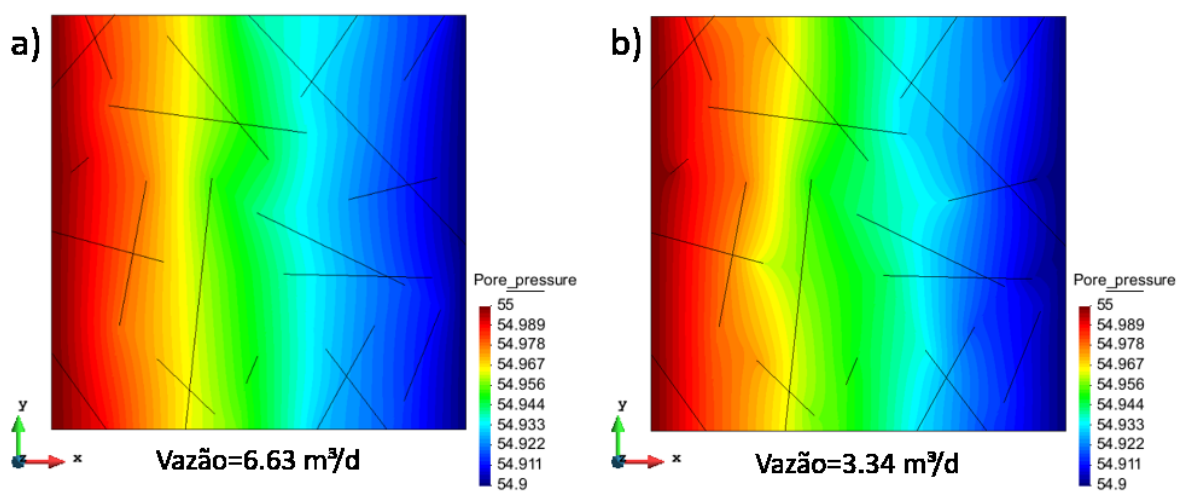 a)
Pore_pressure
55
54.989
54.978
54.967
54.956
54.944
54.933
54.922
54.911
54.9
y
z
x
Vazão=6.63 m³/d
b)
Pore_pressure
55
54.989
54.978
54.967
54.956
54.944
54.933
54.922
54.911
54.9
y
z
x
Vazão=3.34 m³/d